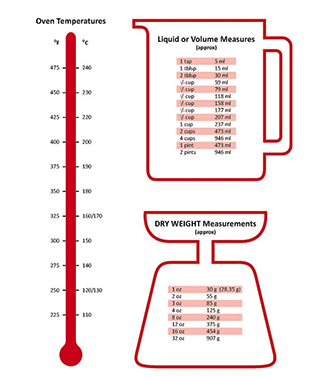 Oven Temperatures
°F °C
475 240
450 230
425 220
400 200
375 190
350 180
325 160/170
300 150
275 140
250 120/130
225 110
Liquid or Volume Measures
(approx)
1 tsp 5 ml
1 tblsp 15 ml
2 tblsp 30 ml
cup 59 ml
cup 79 ml
cup 118 ml
cup 158 ml
cup 177 ml
cup 207 ml
1 cup 237 ml
2 cups 473 ml
4 cups 946 ml
1 pint 473 ml
2 pints 946 ml
DRY WEIGHT Measurements
(approx)
1 oz 30 g (28.35 g)
2 oz 55 g
3 oz 85 g
4 oz 125 g
8 oz 240 g
12 oz 375 g
16 oz 454 g
32 oz 907 g